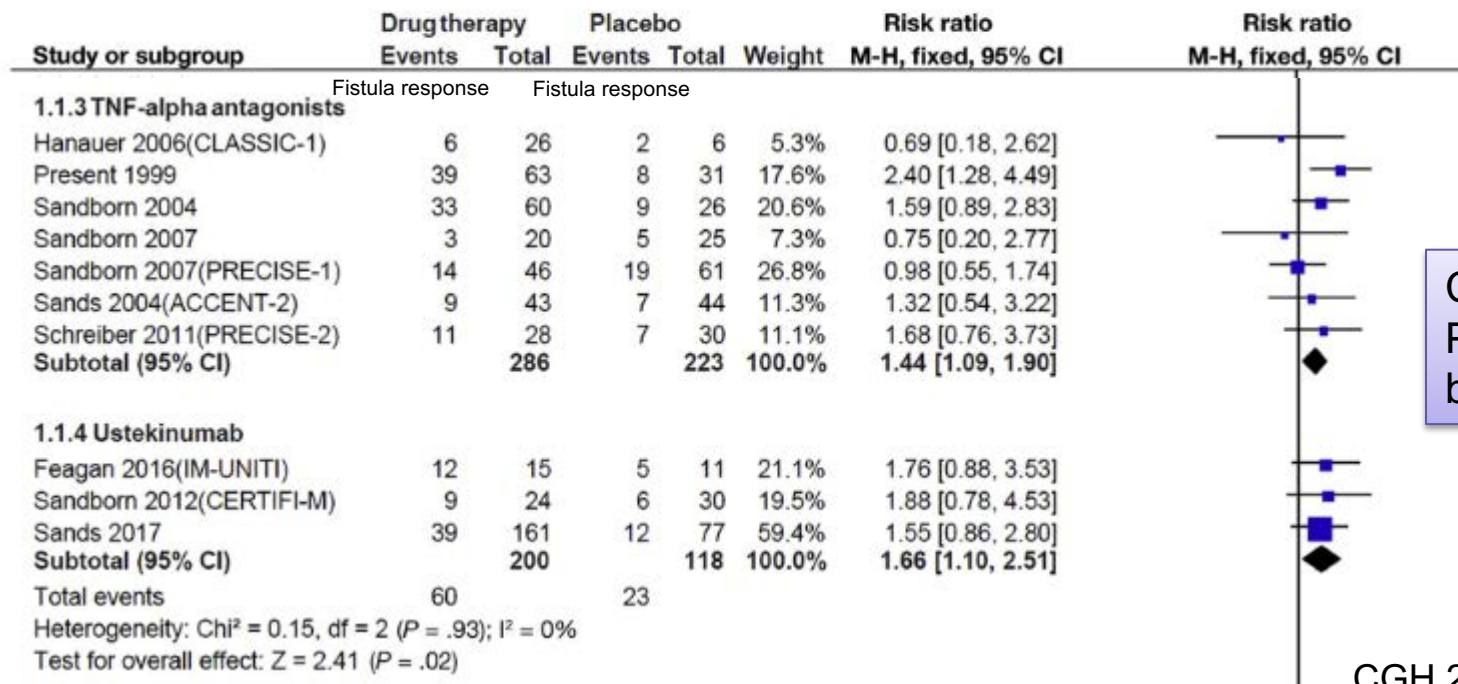 Drug therapy Placebo Risk ratio Risk ratio
Study or subgroup Events Total Events Total Weight M-H, fixed, 95% CI M-H, fixed, 95% CI
Fistula response Fistula response
1.1.3 TNF-alpha antagonists
Hanauer 2006(CLASSIC-1) 6 26 2 6 5.3% 0.69 [0.18, 2.62]
Present 1999 39 63 8 31 17.6% 2.40 [1.28, 4.49]
Sandborn 2004 33 60 9 26 20.6% 1.59 [0.89, 2.83]
Sandborn 2007 3 20 5 25 7.3% 0.75 [0.20, 2.77]
Sandborn 2007(PRECISE-1) 14 46 19 61 26.8% 0.98 [0.55, 1.74]
Sands 2004(ACCENT-2) 9 43 7 44 11.3% 1.32 [0.54, 3.22]
Schreiber 2011(PRECISE-2) 11 28 7 30 11.1% 1.68 [0.76, 3.73]
Subtotal (95% CI) 286 223 100.0% 1.44 [1.09, 1.90]
1.1.4 Ustekinumab
Feagan 2016(IM-UNITI) 12 15 5 11 21.1% 1.76 [0.88, 3.53]
Sandborn 2012(CERTIFI-M) 9 24 6 30 19.5% 1.88 [0.78, 4.53]
Sands 2017 39 161 12 77 59.4% 1.55 [0.86, 2.80]
Subtotal (95% CI) 200 118 100.0% 1.66 [1.10, 2.51]
Total events 60 23
Heterogeneity: Chi² = 0.15, df = 2 (P = .93); I² = 0%
Test for overall effect: Z = 2.41 (P = .02)
CGH 2